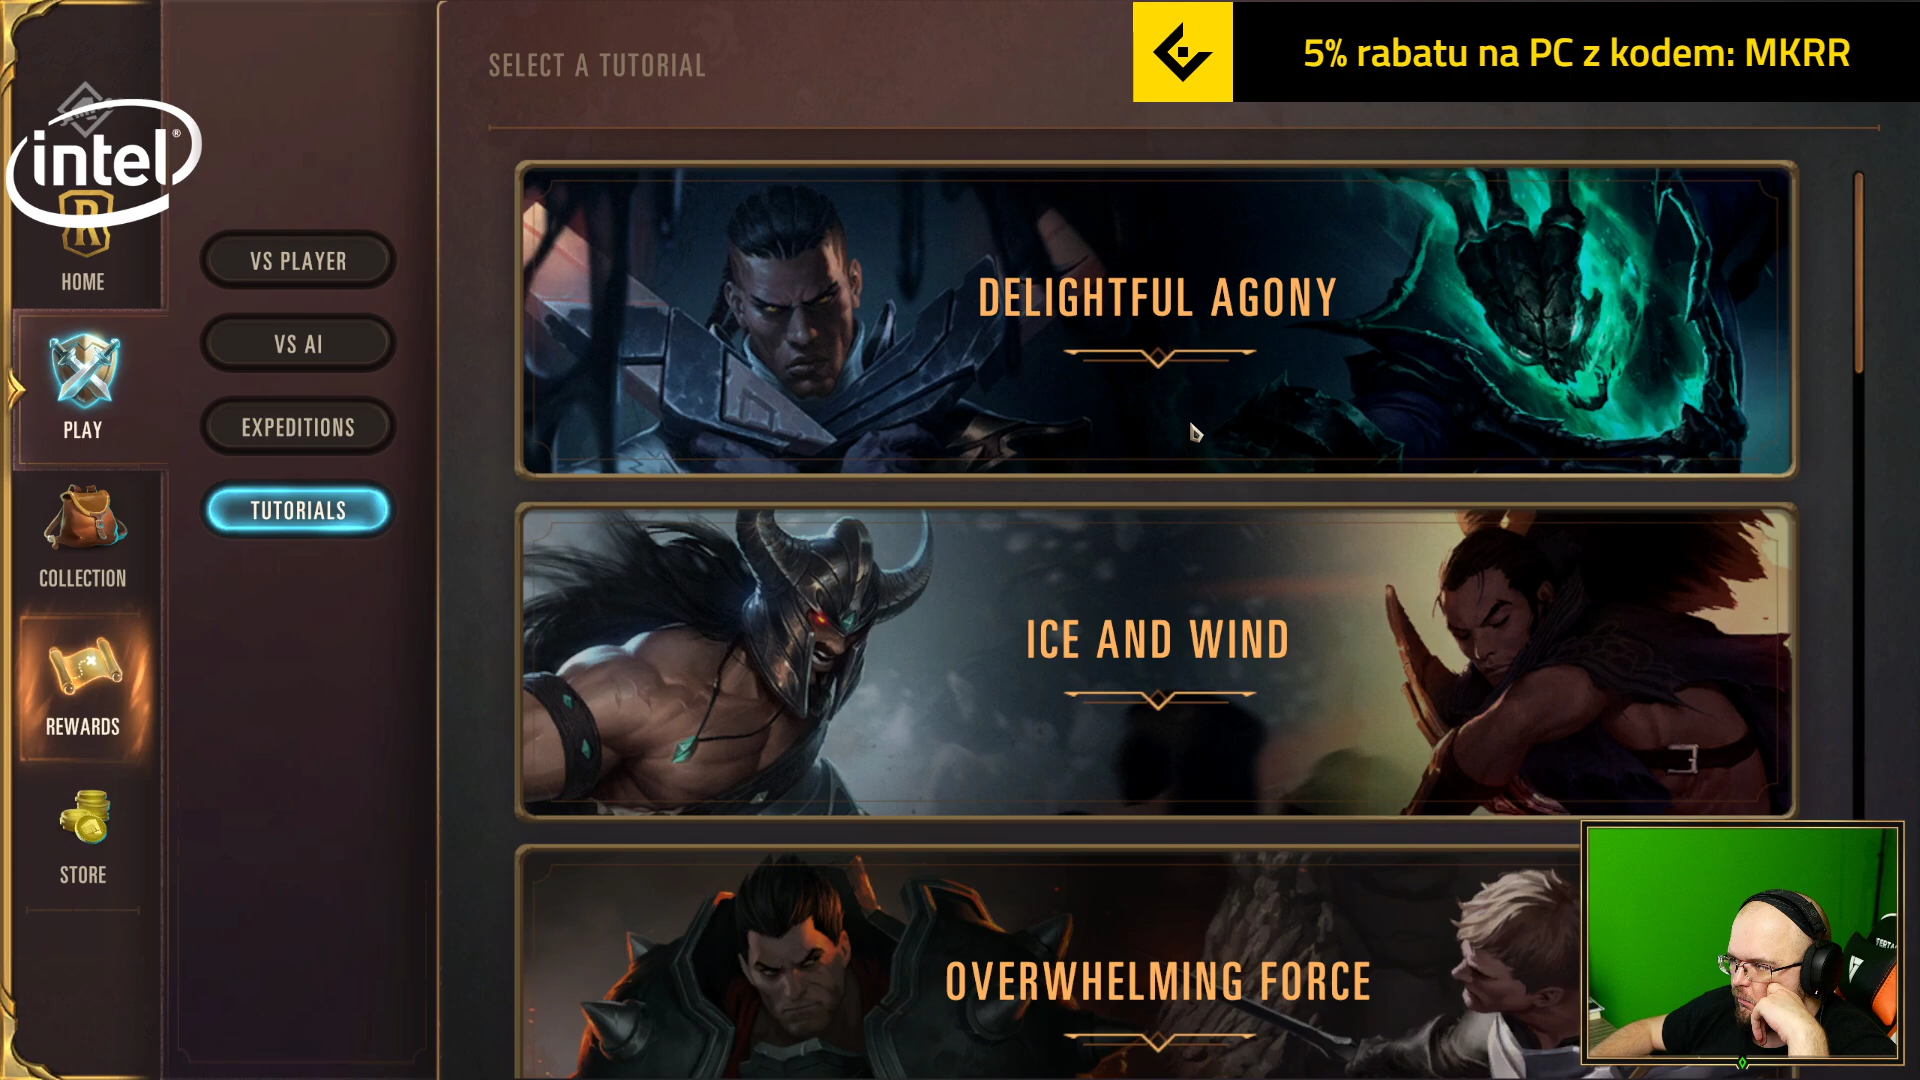 SELECT A TUTORIAL
5% rabatu na PC z kodem: MKRR
intel®
R
HOME
PLAY
COLLECTION
REWARDS
STORE
VS PLAYER
VS AI
EXPEDITIONS
TUTORIALS
DELIGHTFUL AGONY
ICE AND WIND
OVERWHELMING FORCE